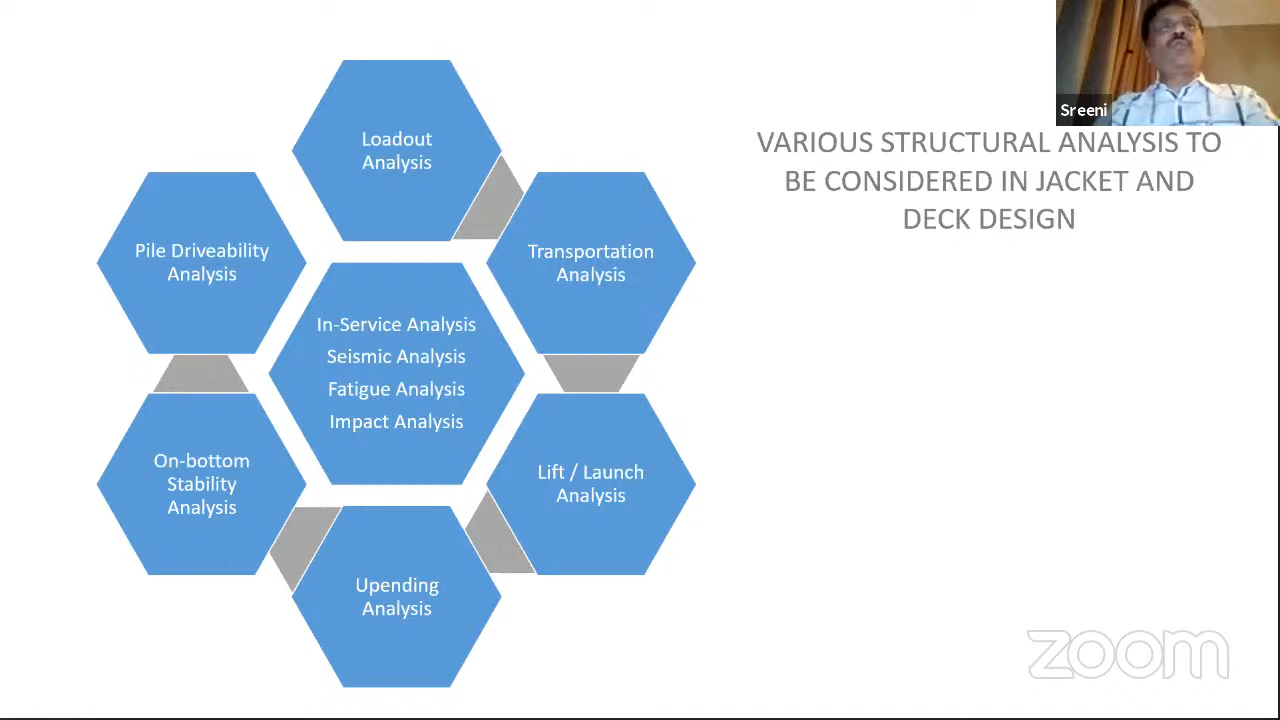 Sreeni
VARIOUS STRUCTURAL ANALYSIS TO
BE CONSIDERED IN JACKET AND
DECK DESIGN
Loadout
Analysis
Transportation
Analysis
Lift / Launch
Analysis
Upending
Analysis
On-bottom
Stability
Analysis
Pile Driveability
Analysis
In-Service Analysis
Seismic Analysis
Fatigue Analysis
Impact Analysis
zoom